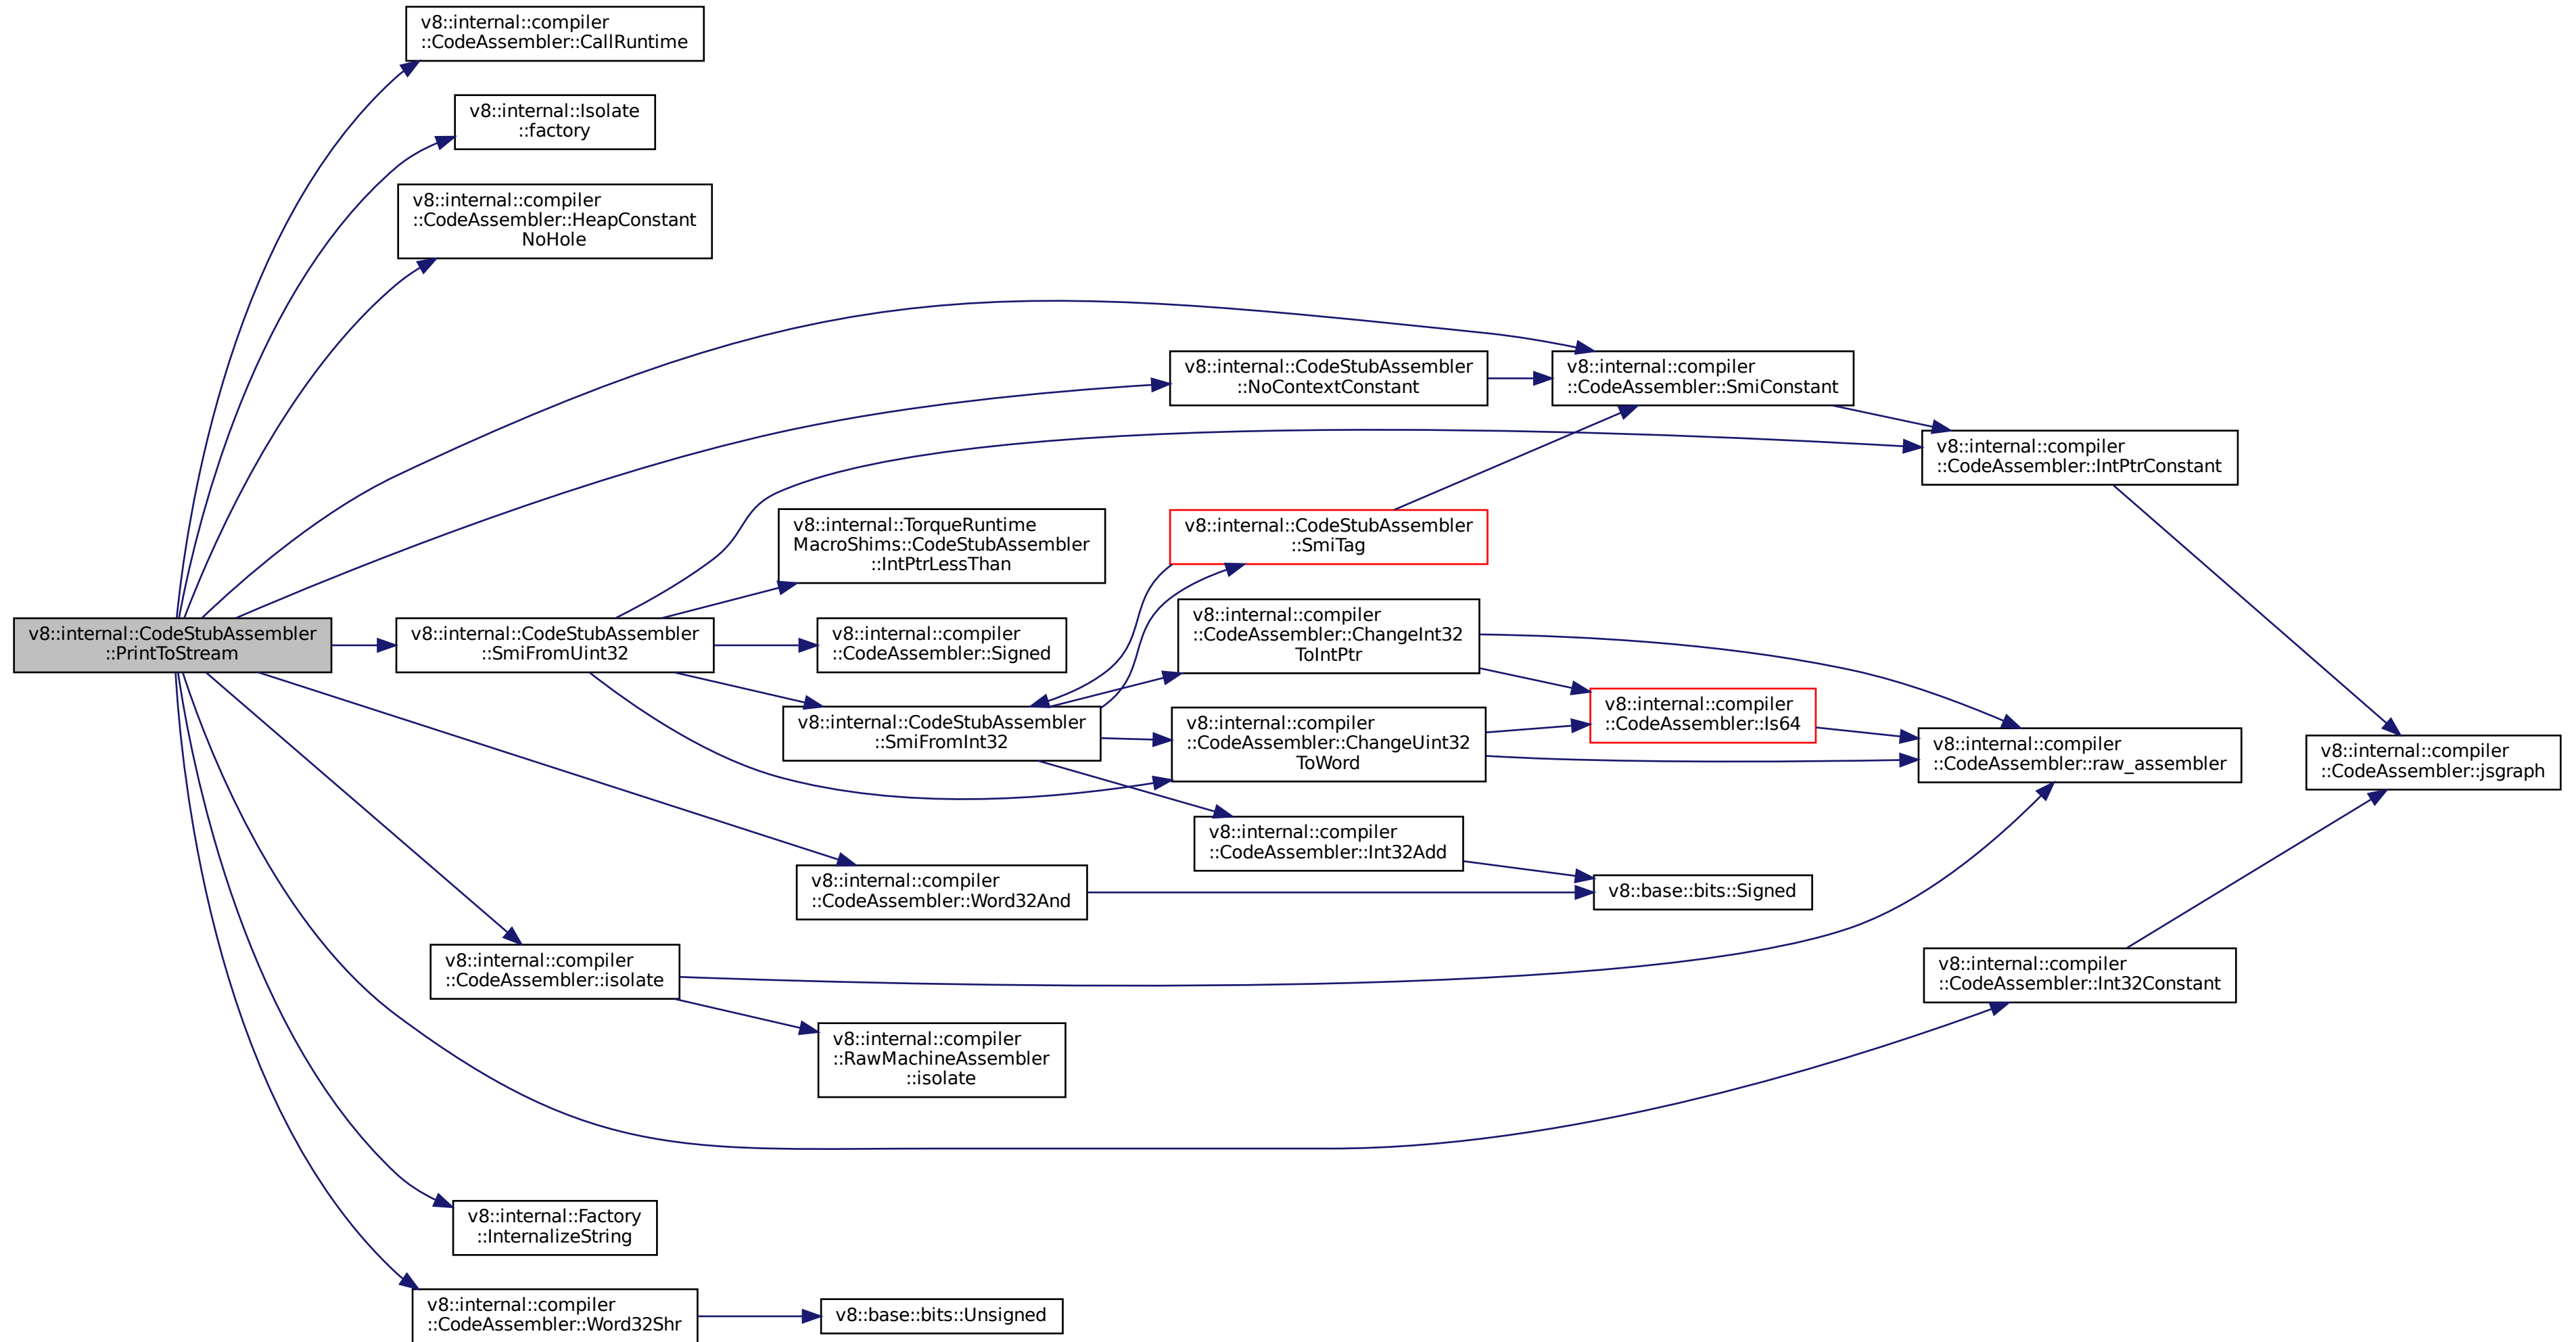 v8::internal::compiler
::CodeAssembler::CallRuntime
v8::internal::Isolate
::factory
v8::internal::compiler
::CodeAssembler::HeapConstant
NoHole
v8::internal::CodeStubAssembler
::NoContextConstant
v8::internal::compiler
::CodeAssembler::SmiConstant
v8::internal::compiler
::CodeAssembler::IntPtrConstant
v8::internal::TorqueRuntime
MacroShims::CodeStubAssembler
::IntPtrLessThan
v8::internal::CodeStubAssembler
::SmiTag
v8::internal::CodeStubAssembler
::PrintToStream
v8::internal::CodeStubAssembler
::SmiFromUint32
v8::internal::compiler
::CodeAssembler::Signed
v8::internal::compiler
::CodeAssembler::ChangeInt32
ToIntPtr
v8::internal::CodeStubAssembler
::SmiFromInt32
v8::internal::compiler
::CodeAssembler::ChangeUint32
ToWord
v8::internal::compiler
::CodeAssembler::Is64
v8::internal::compiler
::CodeAssembler::raw_assembler
v8::internal::compiler
::CodeAssembler::jsgraph
v8::internal::compiler
::CodeAssembler::Int32Add
v8::internal::compiler
::CodeAssembler::Word32And
v8::base::bits::Signed
v8::internal::compiler
::CodeAssembler::isolate
v8::internal::compiler
::CodeAssembler::Int32Constant
v8::internal::compiler
::RawMachineAssembler
::isolate
v8::internal::Factory
::InternalizeString
v8::internal::compiler
::CodeAssembler::Word32Shr
v8::base::bits::Unsigned